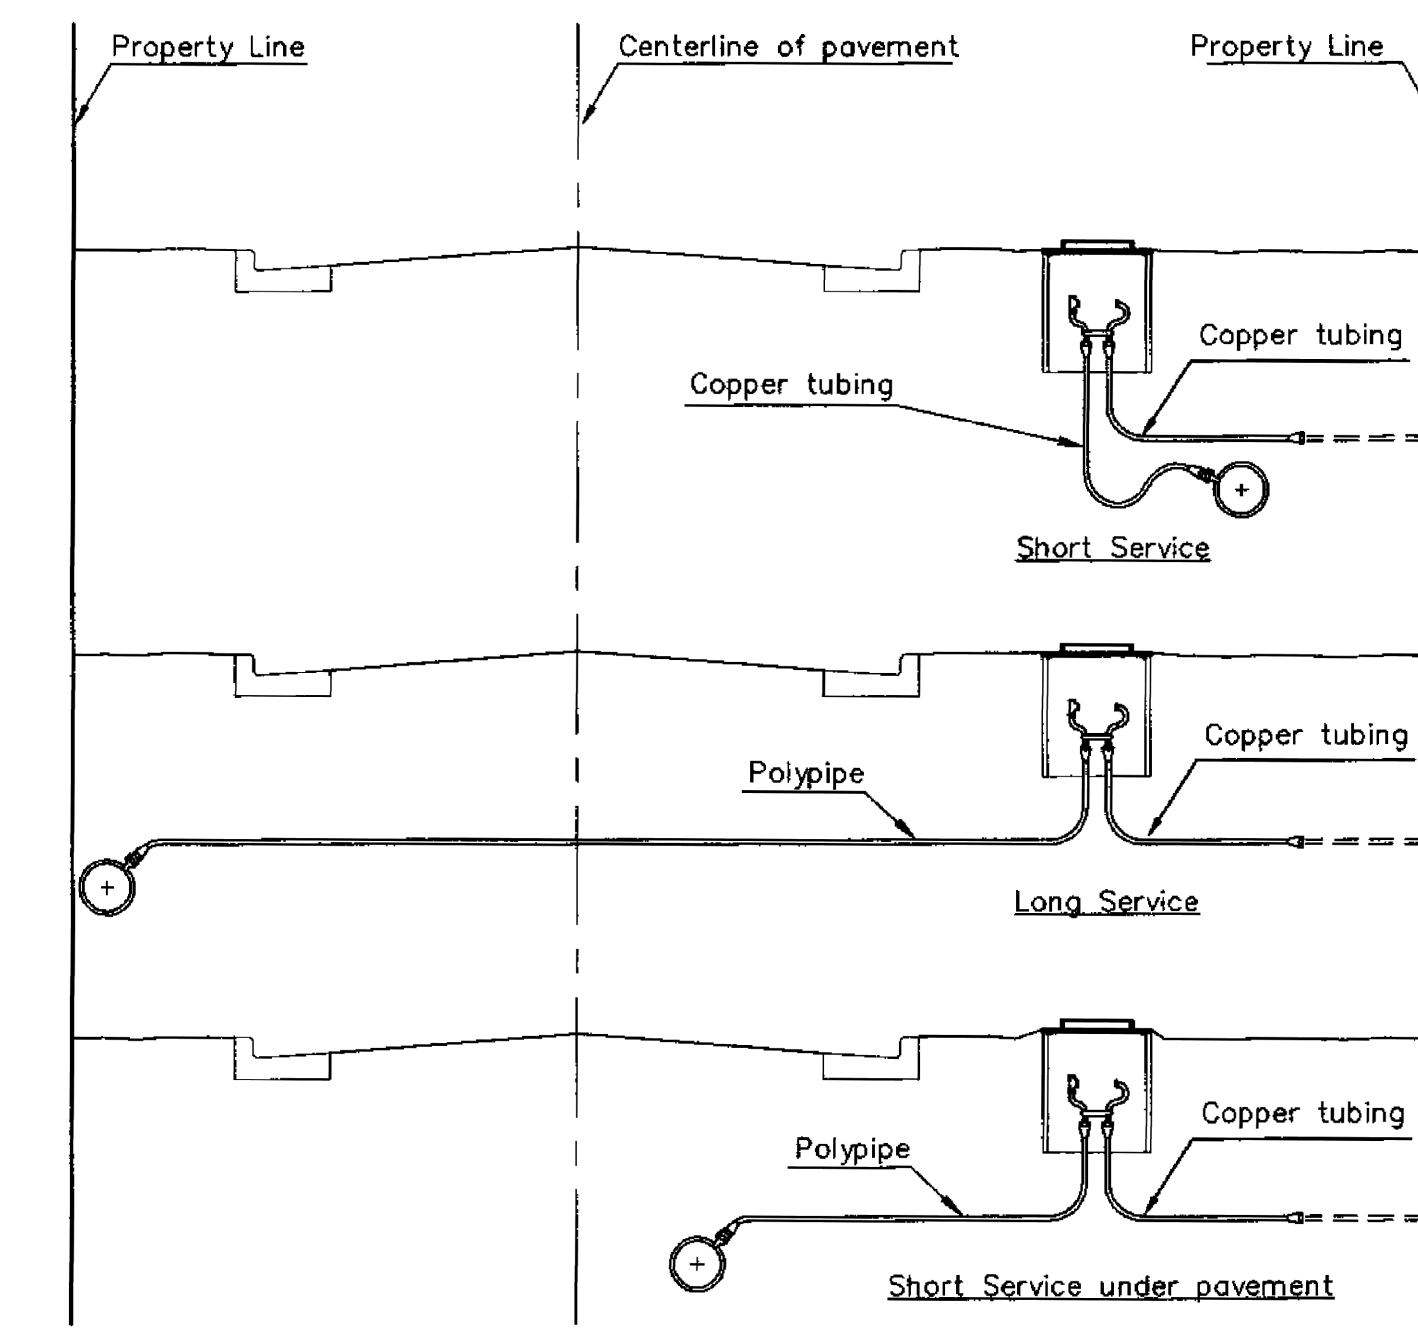 Property Line
Centerline of pavement
Property Line
Copper tubing
Copper tubing
Short Service
Copper tubing
Polypipe
Long Service
Copper tubing
Polypipe
Short Service under pavement